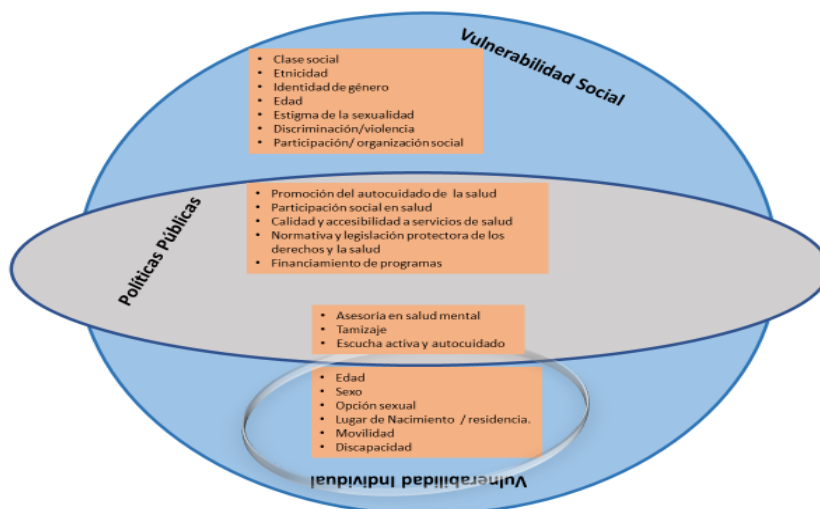 Vulnerabilidad Social
• Clase social
• Etnicidad
• Identidad de género
• Edad
• Estigma de la sexualidad
• Discriminación/violencia
• Participación/ organización social
Políticas Públicas
• Promoción del autocuidado de la salud
• Participación social en salud
• Calidad y accesibilidad a servicios de salud
• Normativa y legislación protectora de los
derechos y la salud
• Financiamiento de programas
• Asesoría en salud mental
• Tamizaje
• Escucha activa y autocuidado
• Edad
• Sexo
• Opción sexual
• Lugar de Nacimiento / residencia.
• Movilidad
• Discapacidad
Vulnerabilidad Individual